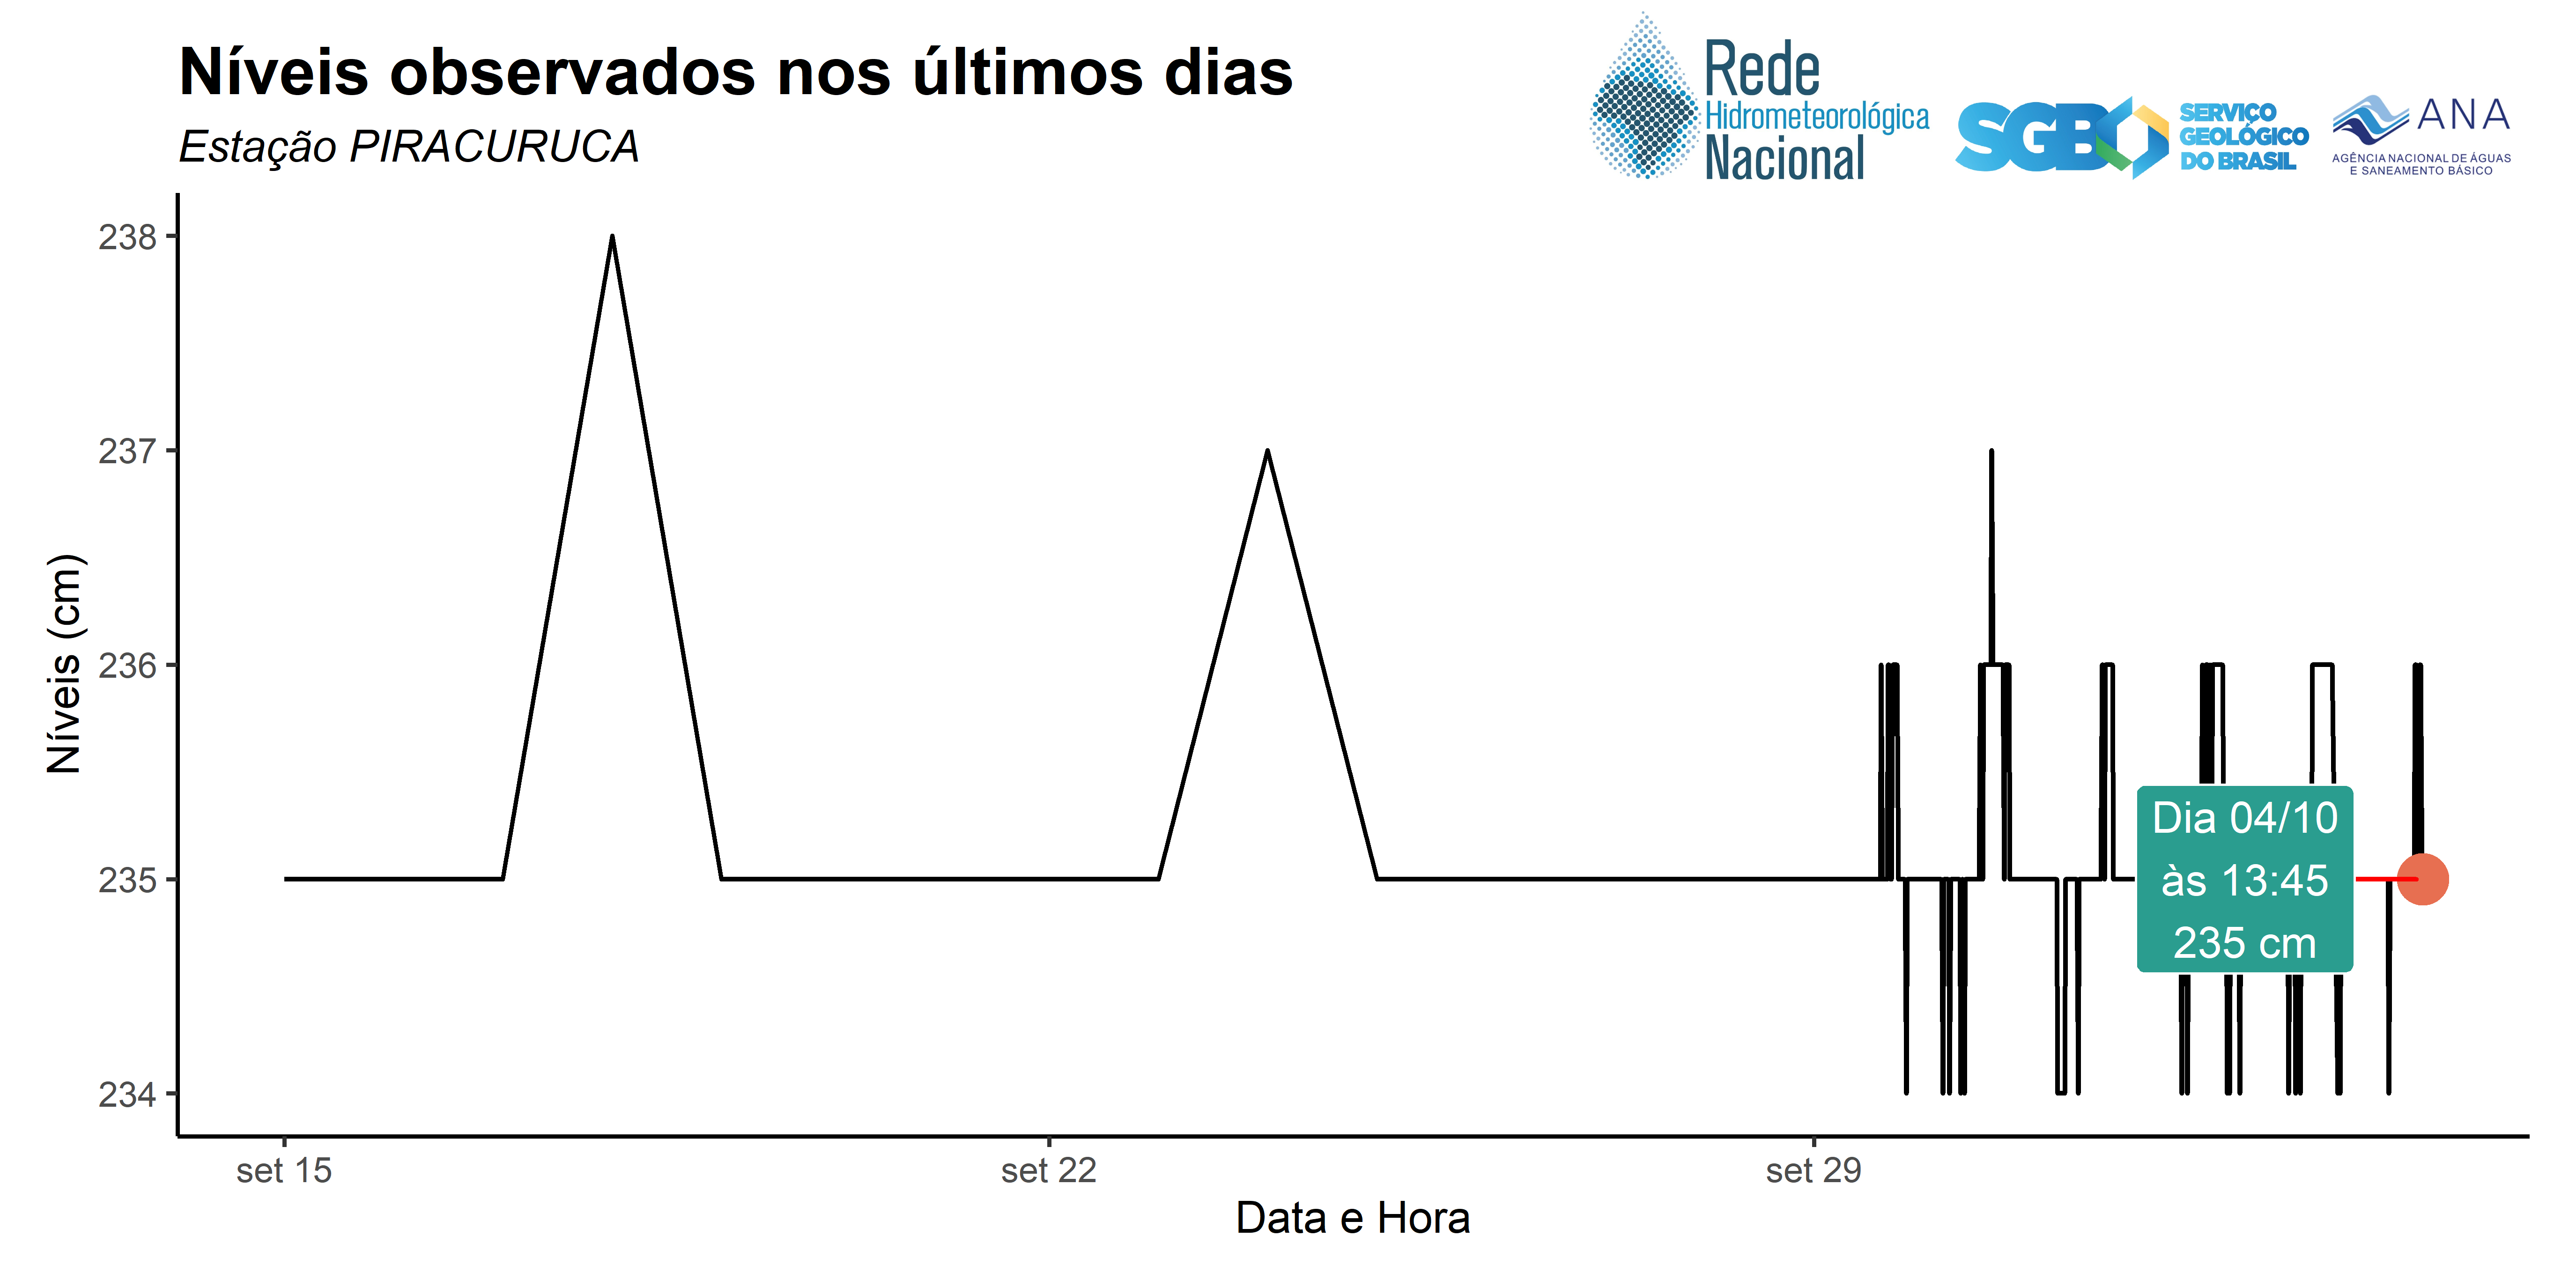 Níveis observados nos últimos dias
Estação PIRACURUCA
Rede
Hidrometeorológica
Nacional
SGB
SERVIÇO
GEOLÓGICO
DO BRASIL
ANA
AGÊNCIA NACIONAL DE ÁGUAS
E SANEAMENTO BÁSICO
Níveis (cm)
238
237
236
235
234
Dia 04/10
às 13:45
235 cm
set 15
set 22
set 29
Data e Hora